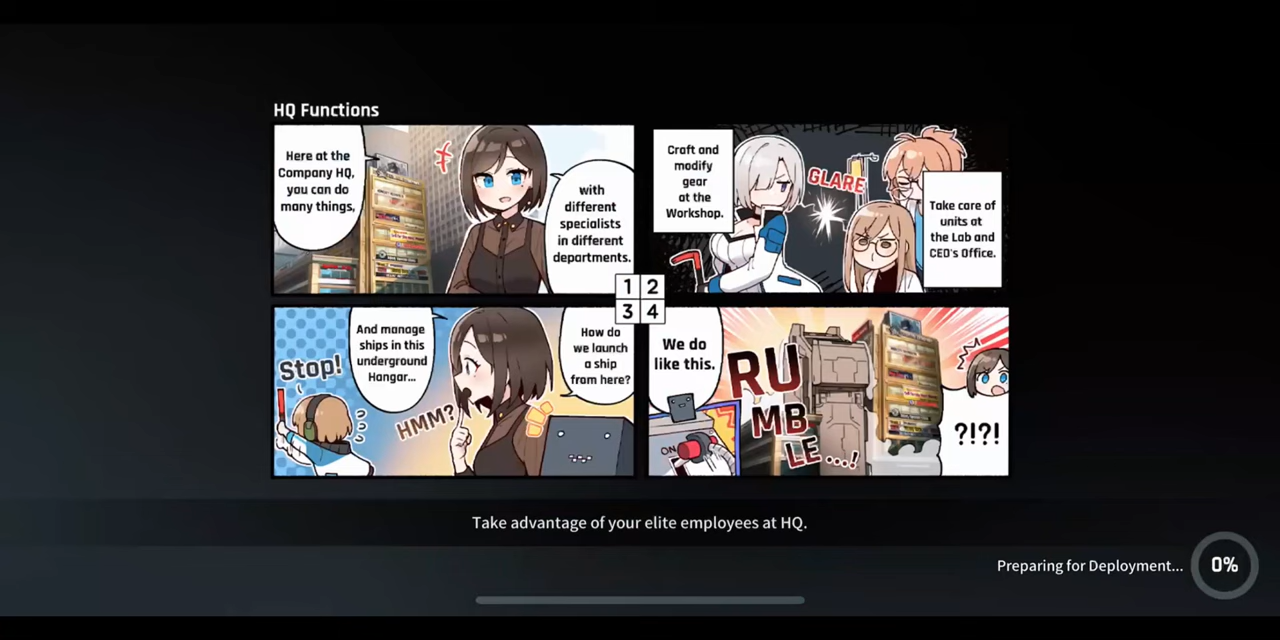 HQ Functions
Here at the
Company HQ,
you can do
many things,
with
different
specialists
in different
departments.
Craft and
modify
gear
at the
Workshop.
GLARE
Take care of
units at
the Lab and
CEO's Office.
1 2
3 4
Stop!
And manage
ships in this
underground
Hangar...
HMM?
How do
we launch
a ship
from here?
We do
like this.
ON
RU
MB
LE...!
?!?!
Take advantage of your elite employees at HQ.
Preparing for Deployment...
0%